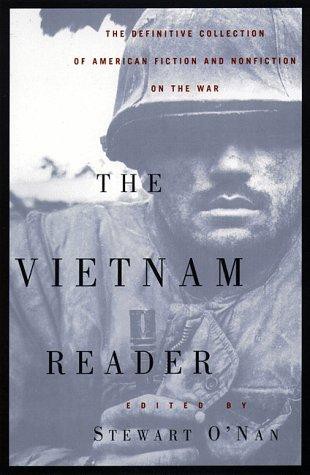 THE DEFINITIVE COLLECTION
OF AMERICAN FICTION AND NONFICTION
ON THE WAR
THE
VIETNAM
READER
EDITED BY
STEWART O'NAN